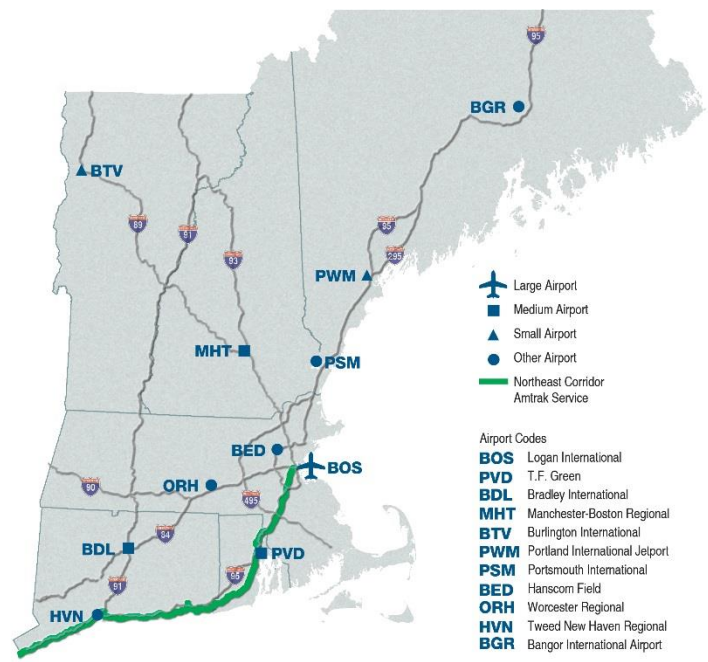 95
BGR
BTV
89
91
93
95
295
PWM
Large Airport
Medium Airport
MHT
Small Airport
PSM
Other Airport
Northeast Corridor
Amtrak Service
BED
BOS
Airport Codes
BOS Logan International
PVD T.F. Green
BDL Bradley International
MHT Manchester-Boston Regional
BTV Burlington International
PWM Portland International Jetport
PSM Portsmouth International
BED Hanscom Field
ORH Worcester Regional
HVN Tweed New Haven Regional
BGR Bangor International Airport
90
ORH
495
84
BDL
PVD
91
95
HVN